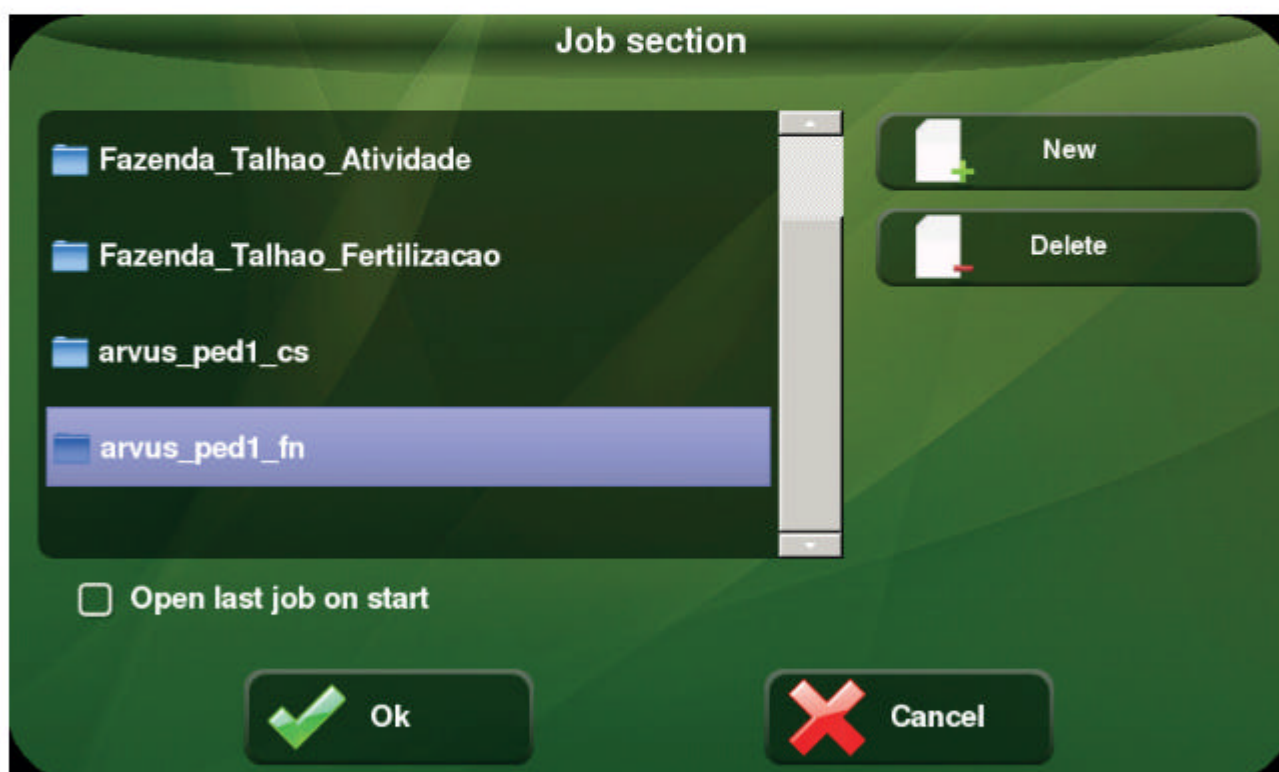 Job section
Fazenda_Talhao_Atividade
Fazenda_Talhao_Fertilizacao
arvus_ped1_cs
arvus_ped1_fn
New
Delete
Open last job on start
Ok
Cancel